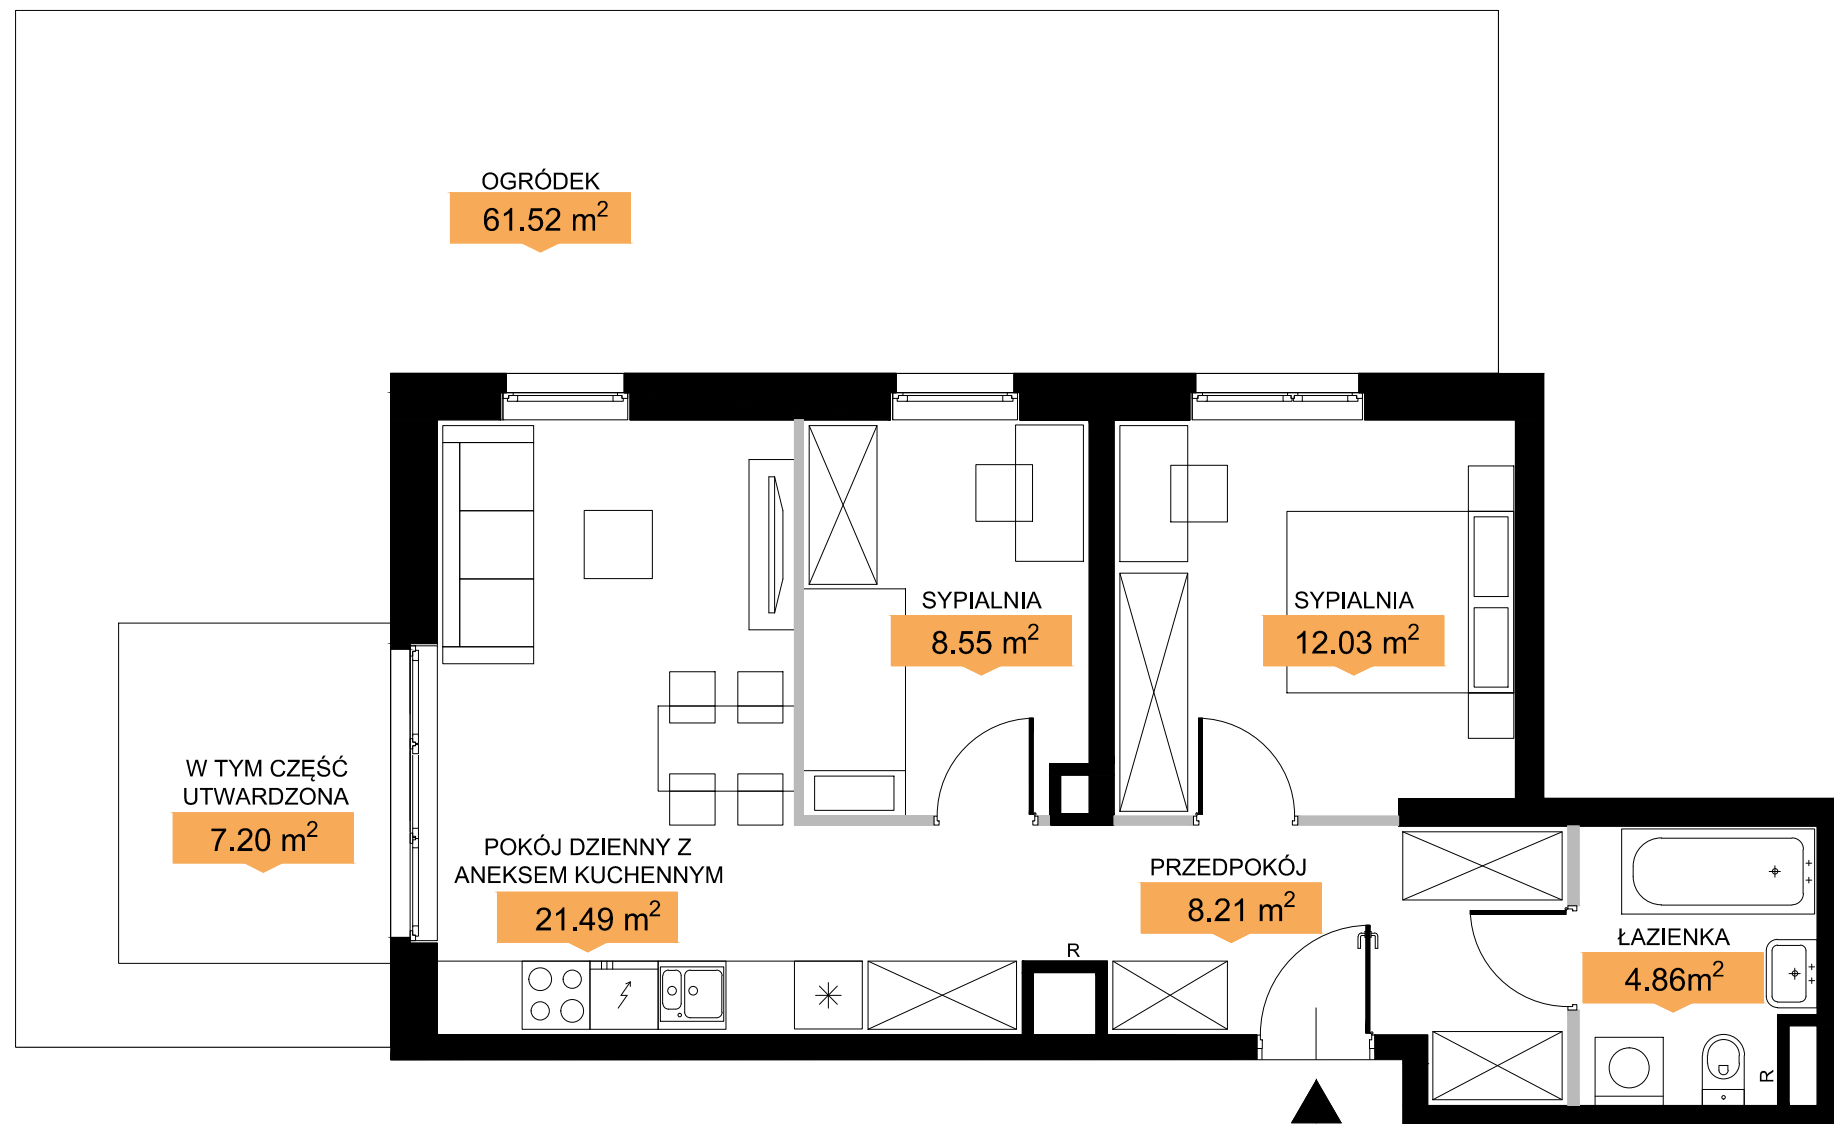 OGRÓDEK
61.52 m²
SYPIALNIA
8.55 m²
SYPIALNIA
12.03 m²
W TYM CZĘŚĆ
UTWARDZONA
7.20 m²
POKÓJ DZIENNY Z
ANEKSEM KUCHENNYM
21.49 m²
PRZEDPOKÓJ
8.21 m²
R
ŁAZIENKA
4.86m²
R